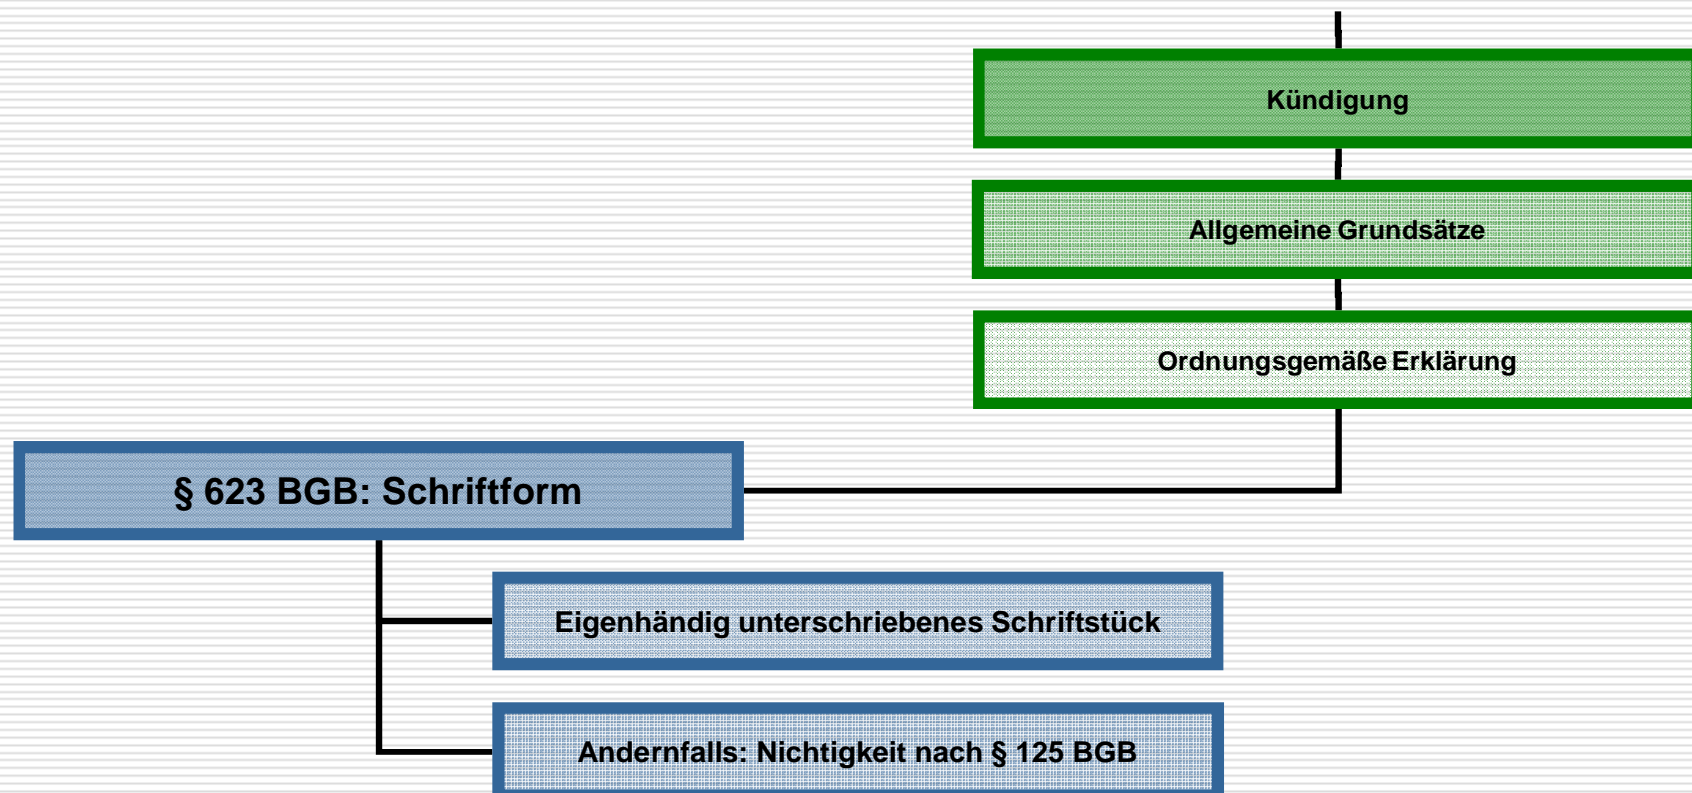 Kündigung
Allgemeine Grundsätze
Ordnungsgemäße Erklärung
§ 623 BGB: Schriftform
Eigenhändig unterschriebenes Schriftstück
Andernfalls: Nichtigkeit nach § 125 BGB